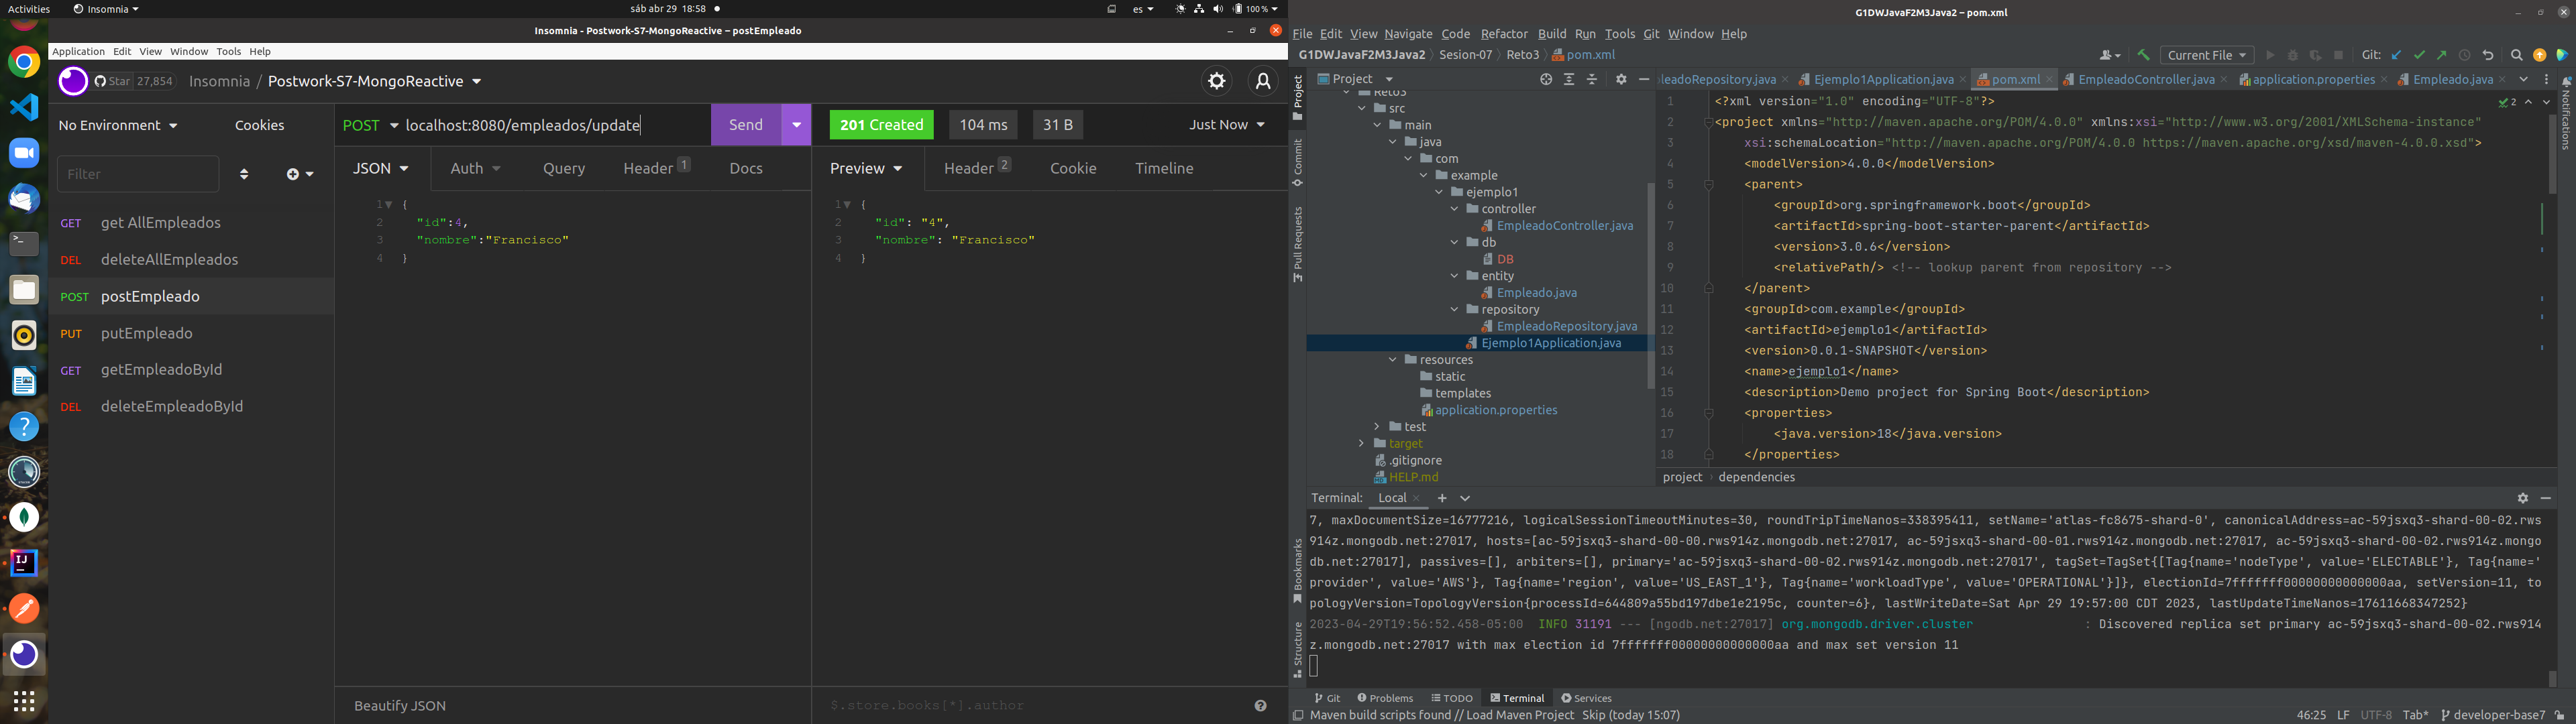 Activities
Insomnia
sáb abr 29 18:58
es
100 %
Insomnia - Postwork-S7-MongoReactive – postEmpleado
Application Edit View Window Tools Help
Star 27,854
Insomnia / Postwork-S7-MongoReactive
No Environment
Cookies
Filter
GET get AllEmpleados
DEL deleteAllEmpleados
POST postEmpleado
PUT putEmpleado
GET getEmpleadoById
DEL deleteEmpleadoById
POST localhost:8080/empleados/update
Send
201 Created
104 ms
31 B
Just Now
JSON Auth Query Header 1 Docs
Preview Header 2 Cookie Timeline
1 {
2 "id":4,
3 "nombre":"Francisco"
4 }
1 {
2 "id": "4",
3 "nombre": "Francisco"
4 }
Beautify JSON
$.store.books[*].author
G1DWJavaF2M3Java2 – pom.xml
File Edit View Navigate Code Refactor Build Run Tools Git Window Help
G1DWJavaF2M3Java2 Sesion-07 Reto3 pom.xml
Current File
Git:
Project
leadoRepository.java Ejemplo1Application.java pom.xml EmpleadoController.java application.properties Empleado.java
Project
Commit
Pull Requests
Bookmarks
Structure
Notifications
Reto3
src
main
java
com
example
ejemplo1
controller
EmpleadoController.java
db
DB
entity
Empleado.java
repository
EmpleadoRepository.java
Ejemplo1Application.java
resources
static
templates
application.properties
test
target
.gitignore
HELP.md
2
1 <?xml version="1.0" encoding="UTF-8"?>
2 <project xmlns="http://maven.apache.org/POM/4.0.0" xmlns:xsi="http://www.w3.org/2001/XMLSchema-instance"
3 xsi:schemaLocation="http://maven.apache.org/POM/4.0.0 https://maven.apache.org/xsd/maven-4.0.0.xsd">
4 <modelVersion>4.0.0</modelVersion>
5 <parent>
6 <groupId>org.springframework.boot</groupId>
7 <artifactId>spring-boot-starter-parent</artifactId>
8 <version>3.0.6</version>
9 <relativePath/> <!-- lookup parent from repository -->
10 </parent>
11 <groupId>com.example</groupId>
12 <artifactId>ejemplo1</artifactId>
13 <version>0.0.1-SNAPSHOT</version>
14 <name>ejemplo1</name>
15 <description>Demo project for Spring Boot</description>
16 <properties>
17 <java.version>18</java.version>
18 </properties>
project dependencies
Terminal: Local
7, maxDocumentSize=16777216, logicalSessionTimeoutMinutes=30, roundTripTimeNanos=338395411, setName='atlas-fc8675-shard-0', canonicalAddress=ac-59jsxq3-shard-00-02.rws
914z.mongodb.net:27017, hosts=[ac-59jsxq3-shard-00-00.rws914z.mongodb.net:27017, ac-59jsxq3-shard-00-01.rws914z.mongodb.net:27017, ac-59jsxq3-shard-00-02.rws914z.mongo
db.net:27017], passives=[], arbiters=[], primary='ac-59jsxq3-shard-00-02.rws914z.mongodb.net:27017', tagSet=TagSet{[Tag{name='nodeType', value='ELECTABLE'}, Tag{name='
provider', value='AWS'}, Tag{name='region', value='US_EAST_1'}, Tag{name='workloadType', value='OPERATIONAL'}]}, electionId=7fffffff00000000000000aa, setVersion=11, to
pologyVersion=TopologyVersion{processId=644809a55bd197dbe1e2195c, counter=6}, lastWriteDate=Sat Apr 29 19:57:00 CDT 2023, lastUpdateTimeNanos=17611668347252}
2023-04-29T19:56:52.458-05:00 INFO 31191 --- [ngodb.net:27017] org.mongodb.driver.cluster : Discovered replica set primary ac-59jsxq3-shard-00-02.rws914
z.mongodb.net:27017 with max election id 7fffffff00000000000000aa and max set version 11
Git Problems TODO Terminal Services
Maven build scripts found // Load Maven Project Skip (today 15:07)
46:25 LF UTF-8 Tab* developer-base7